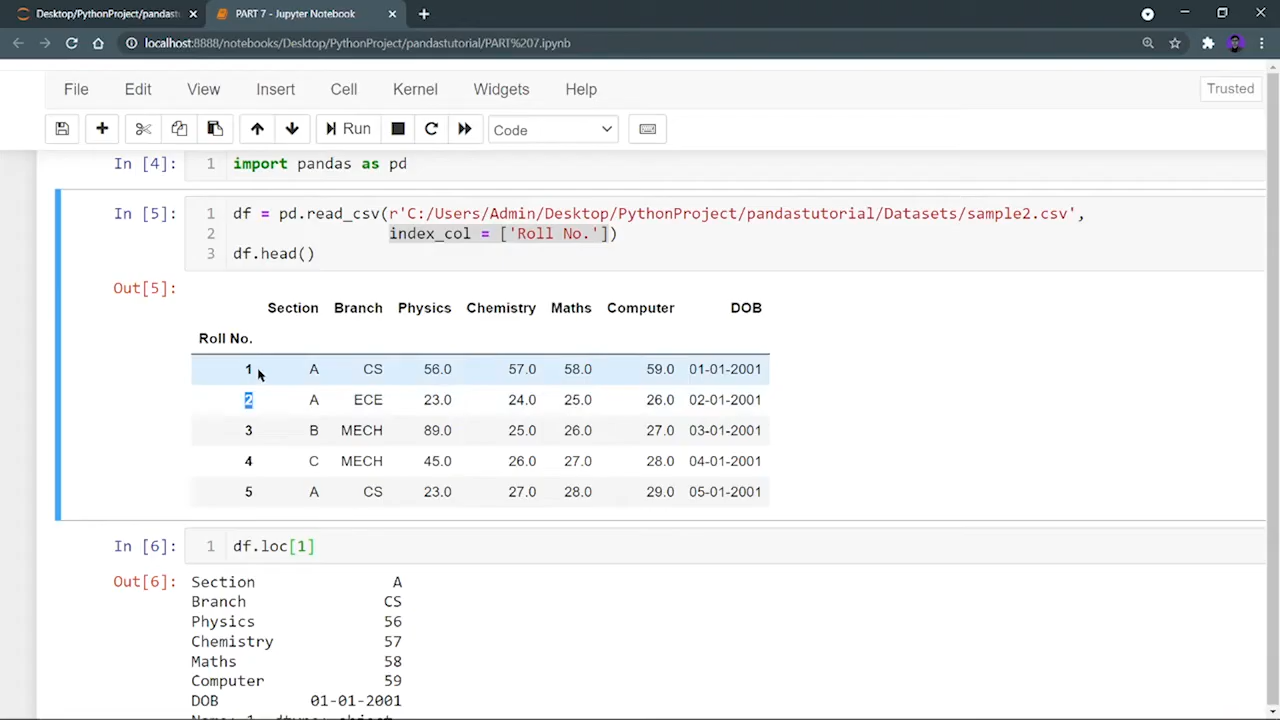 Desktop/PythonProject/pandastut
PART 7 - Jupyter Notebook
localhost:8888/notebooks/Desktop/PythonProject/pandastutorial/PART%207.ipynb
File Edit View Insert Cell Kernel Widgets Help Trusted
Run Code
In [4]: 1 import pandas as pd
In [5]: 1 df = pd.read_csv(r'C:/Users/Admin/Desktop/PythonProject/pandastutorial/Datasets/sample2.csv',
2 index_col = ['Roll No.'])
3 df.head()
Out[5]:
Section Branch Physics Chemistry Maths Computer DOB
Roll No.
1 A CS 56.0 57.0 58.0 59.0 01-01-2001
2 A ECE 23.0 24.0 25.0 26.0 02-01-2001
3 B MECH 89.0 25.0 26.0 27.0 03-01-2001
4 C MECH 45.0 26.0 27.0 28.0 04-01-2001
5 A CS 23.0 27.0 28.0 29.0 05-01-2001
In [6]: 1 df.loc[1]
Out[6]: Section A
Branch CS
Physics 56
Chemistry 57
Maths 58
Computer 59
DOB 01-01-2001
Name: 1, dtype: object